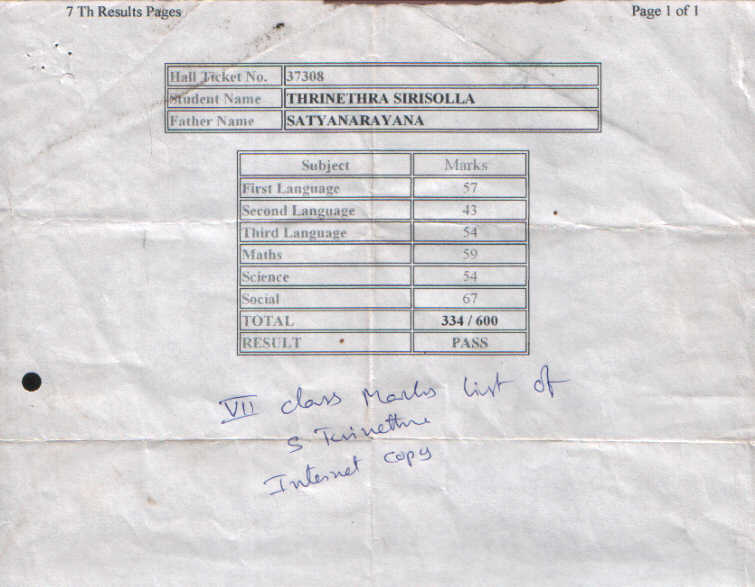 7 Th Results Pages Page 1 of 1
Hall Ticket No. 37308
Student Name THRINETHRA SIRISOLLA
Father Name SATYANARAYANA
Subject Marks
First Language 57
Second Language 43
Third Language 54
Maths 59
Science 54
Social 67
TOTAL 334 / 600
RESULT PASS
VII class Marks list of
S Trinethra
Internet copy